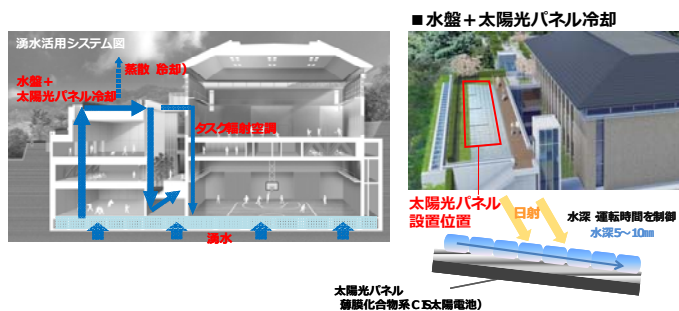 湧水活用システム図
蒸散（冷却）
水盤＋
太陽光パネル冷却
タスク輻射空調
湧水
■水盤＋太陽光パネル冷却
太陽光パネル
設置位置
日射
水深・運転時間を制御
水深5～10㎜
太陽光パネル
（薄膜化合物系CIS太陽電池）